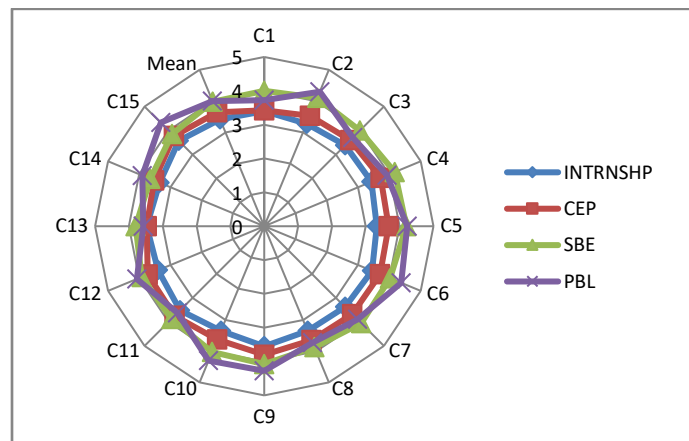 C1
C2
C3
C4
C5
C6
C7
C8
C9
C10
C11
C12
C13
C14
C15
Mean
5
4
3
2
1
0
INTRNSHP
CEP
SBE
PBL